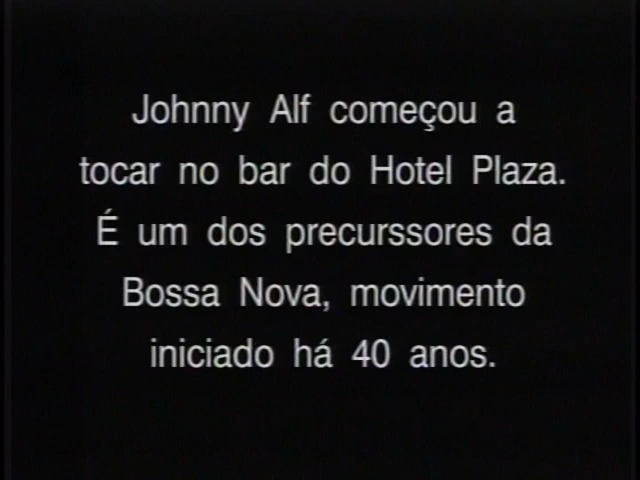 Johnny Alf começou a
tocar no bar do Hotel Plaza.
É um dos precurssores da
Bossa Nova, movimento
iniciado há 40 anos.